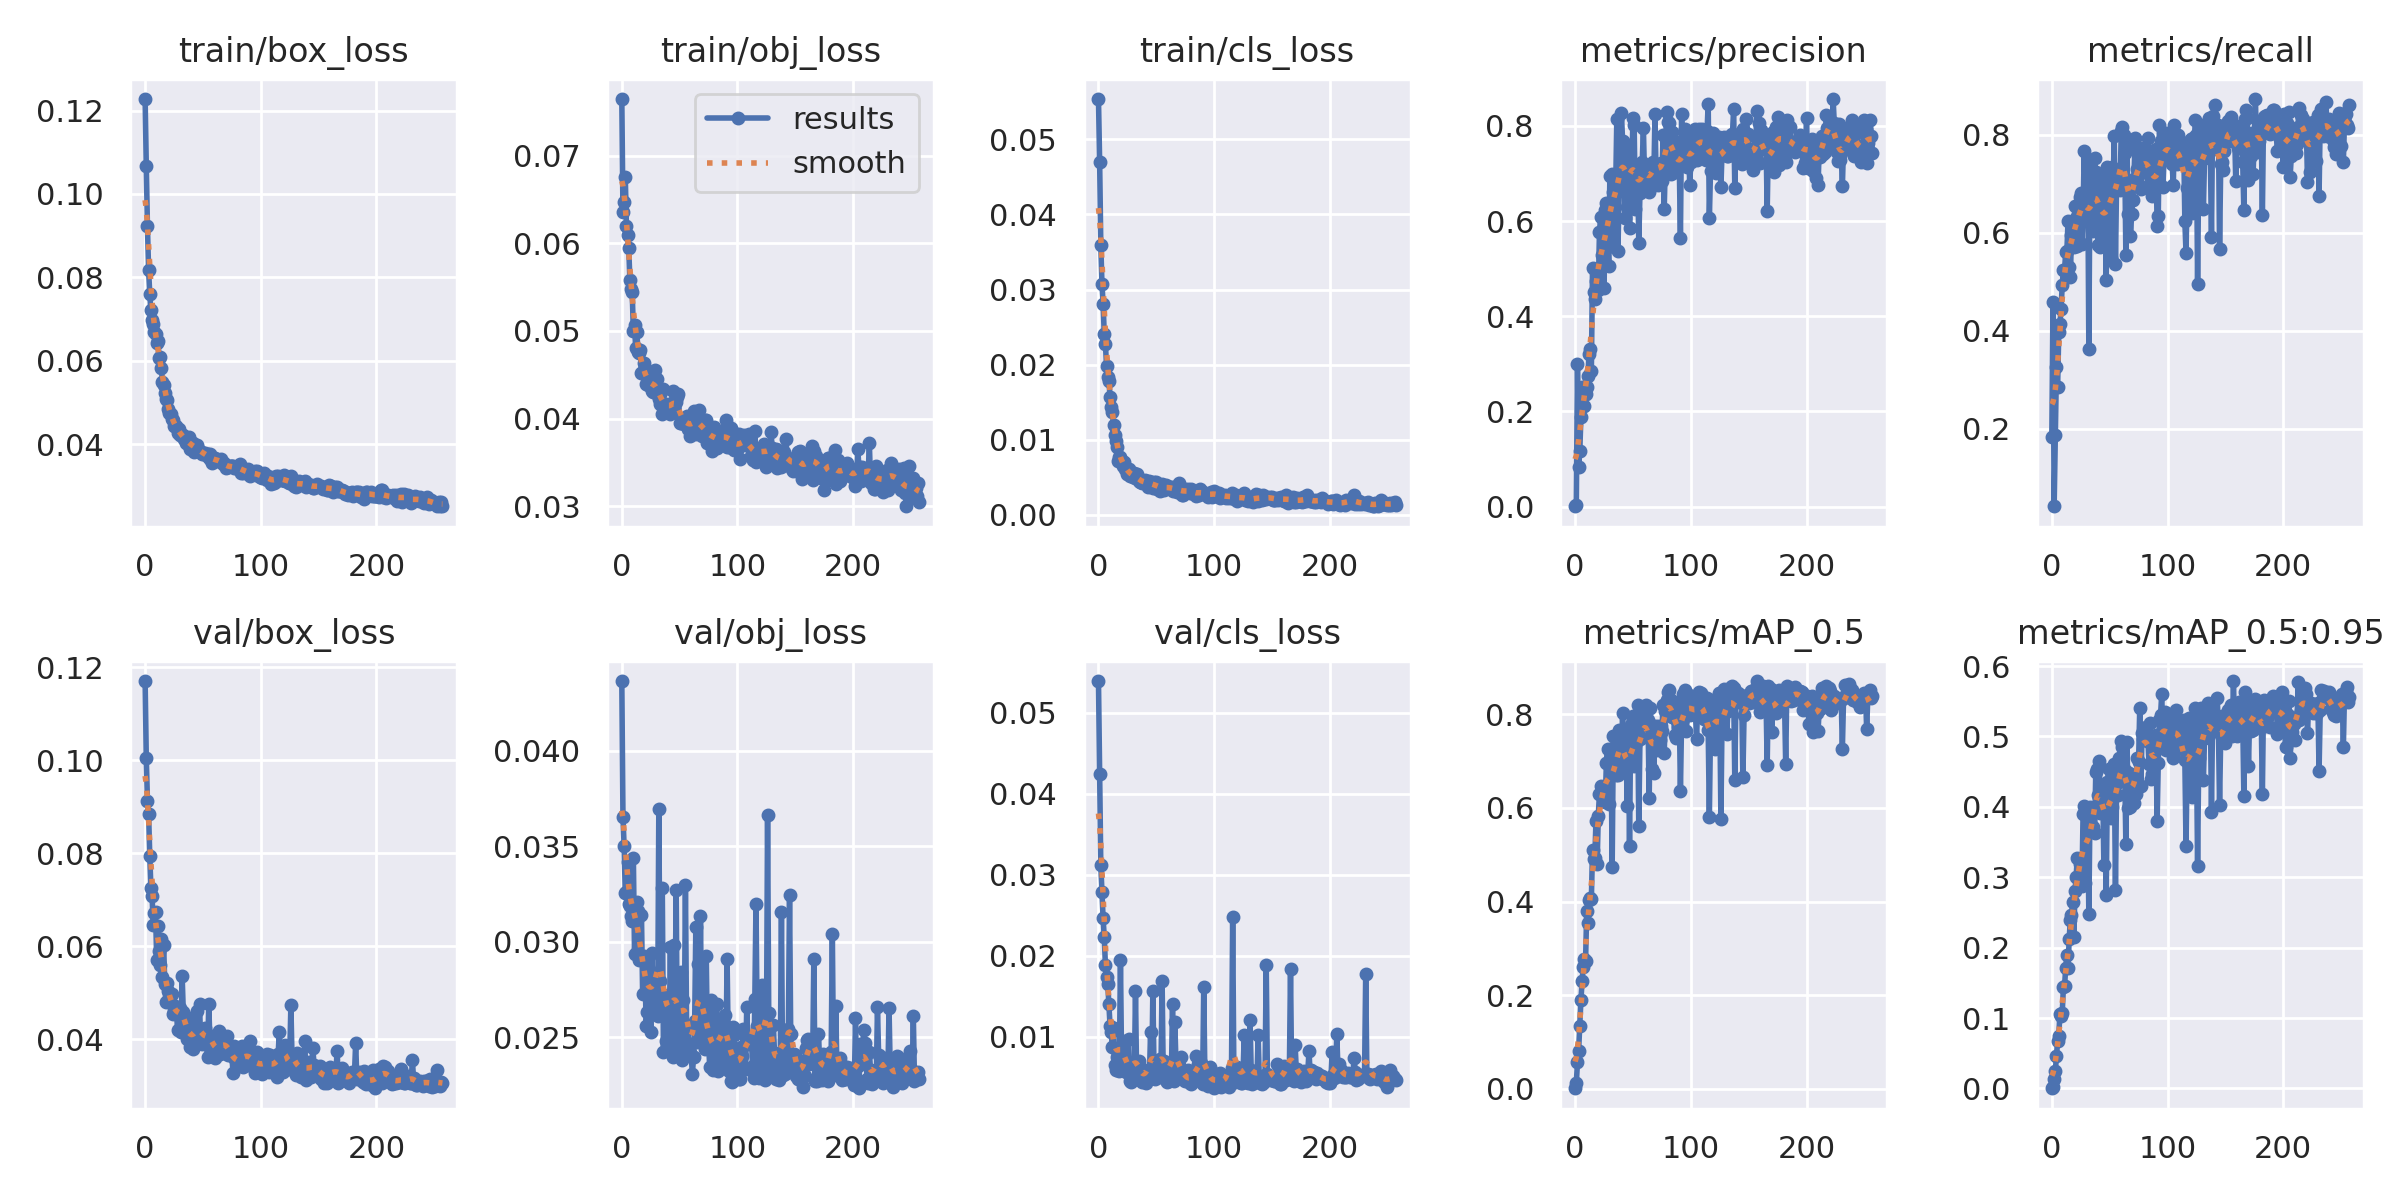 train/box_loss
0.12
0.10
0.08
0.06
0.04
0 100 200
train/obj_loss
results
smooth
0.07
0.06
0.05
0.04
0.03
0 100 200
train/cls_loss
0.05
0.04
0.03
0.02
0.01
0.00
0 100 200
metrics/precision
0.8
0.6
0.4
0.2
0.0
0 100 200
metrics/recall
0.8
0.6
0.4
0.2
0 100 200
val/box_loss
0.12
0.10
0.08
0.06
0.04
0 100 200
val/obj_loss
0.040
0.035
0.030
0.025
0 100 200
val/cls_loss
0.05
0.04
0.03
0.02
0.01
0 100 200
metrics/mAP_0.5
0.8
0.6
0.4
0.2
0.0
0 100 200
metrics/mAP_0.5:0.95
0.6
0.5
0.4
0.3
0.2
0.1
0.0
0 100 200